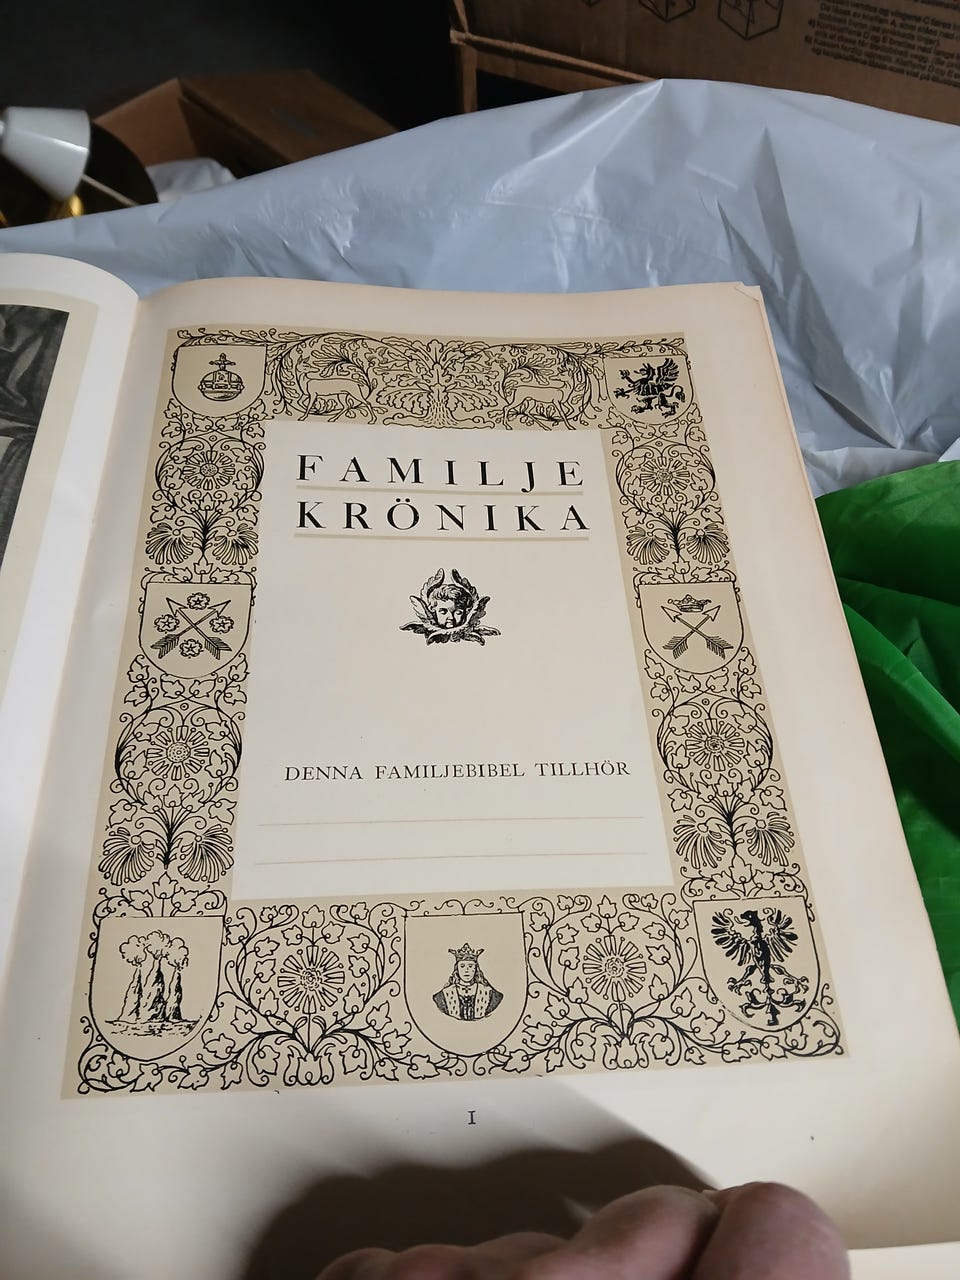 FAMILJE
KRÖNIKA
DENNA FAMILJEBIBEL TILLHÖR
I